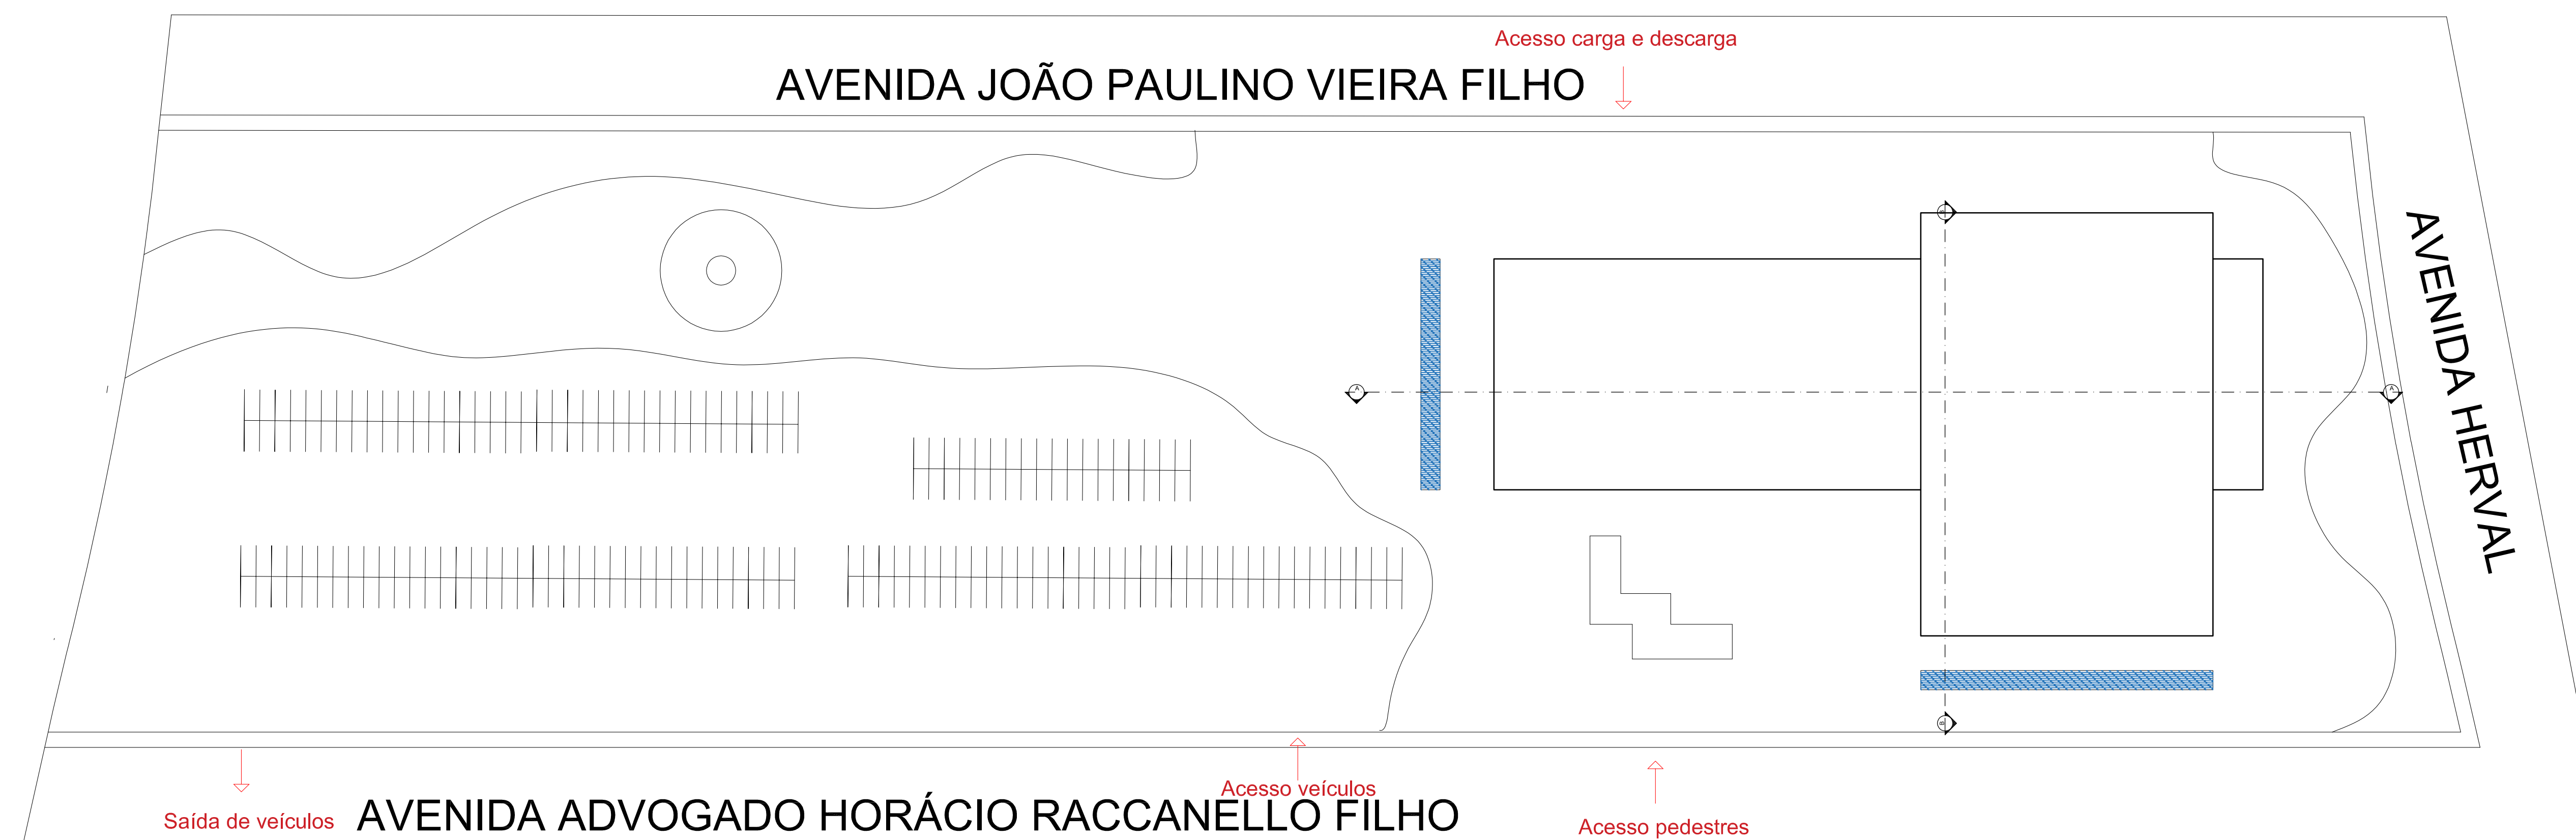 Acesso carga e descarga
AVENIDA JOÃO PAULINO VIEIRA FILHO
AVENIDA HERVAL
B
A
A
B
Acesso veículos
Saída de veículos
AVENIDA ADVOGADO HORÁCIO RACCANELLO FILHO
Acesso pedestres